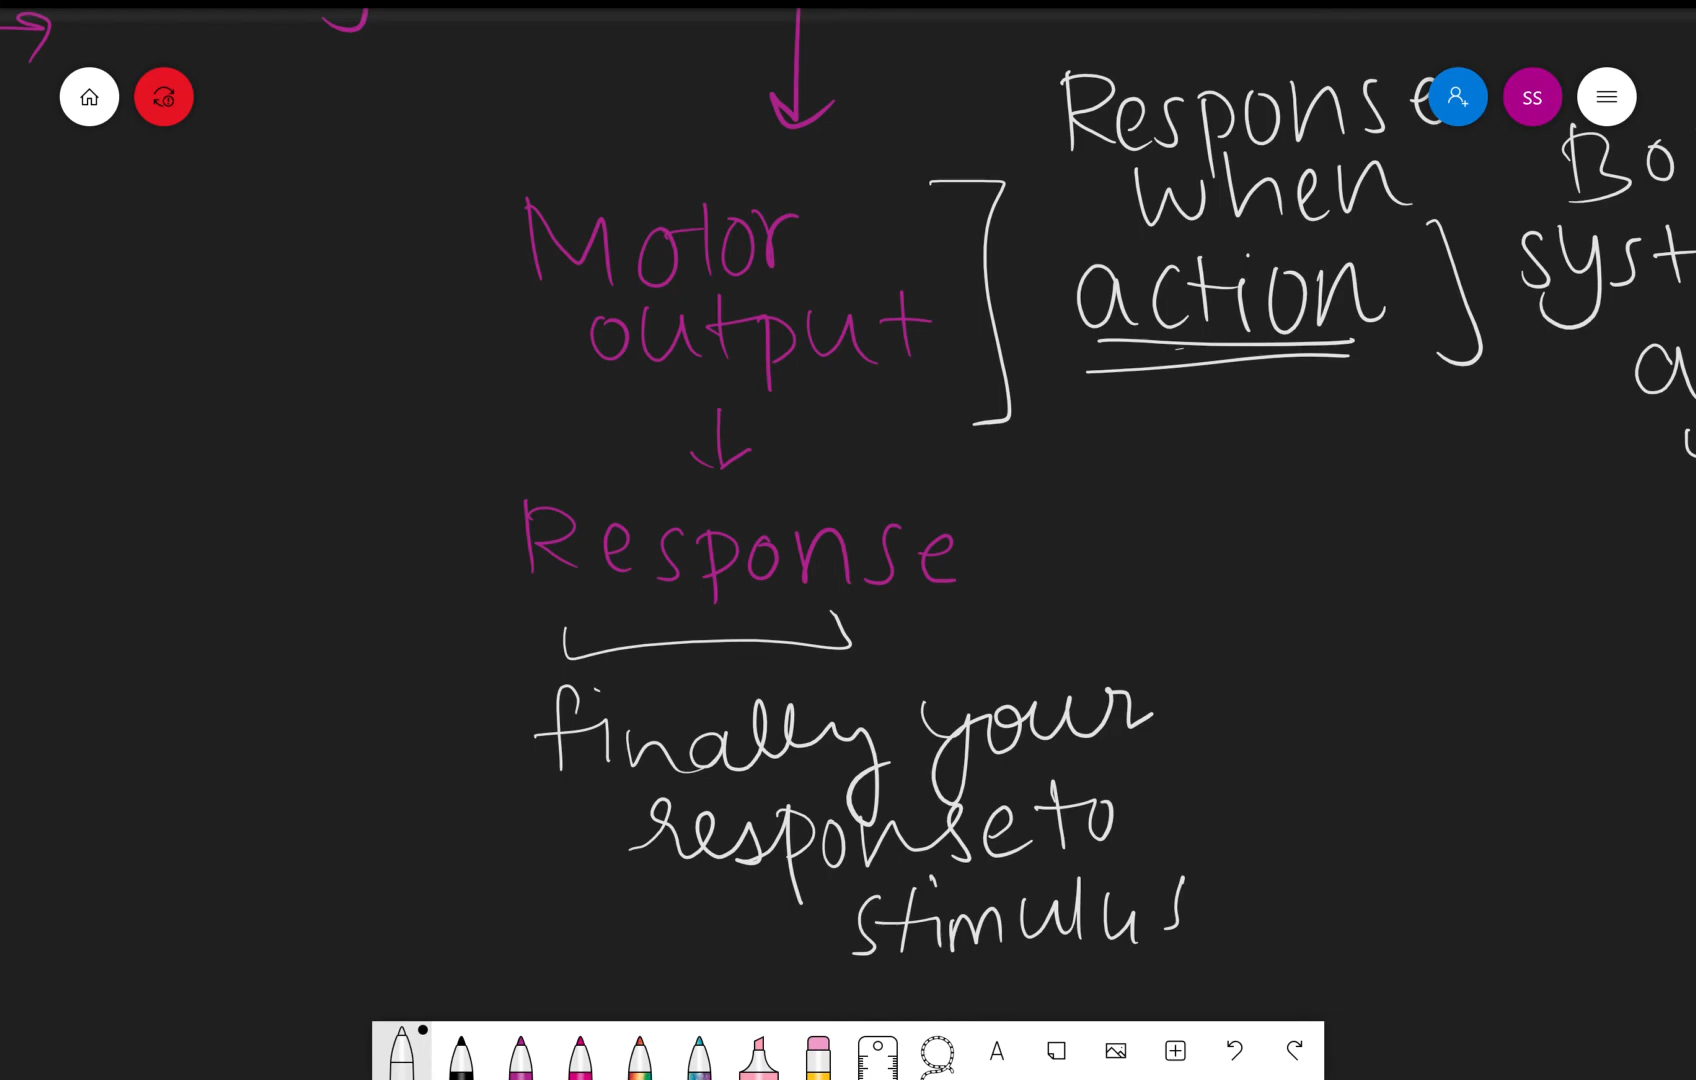 Response
when
action
Bo
syst
a
Motor
output
Response
finally your
response to
stimulus
SS
A